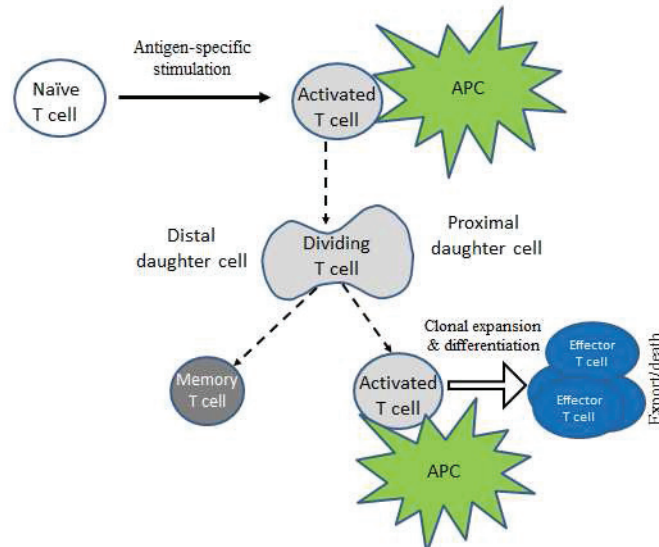 Antigen-specific
stimulation
Naïve
T cell
Activated
T cell
APC
Distal
daughter cell
Dividing
T cell
Proximal
daughter cell
Clonal expansion
& differentiation
Memory
T cell
Activated
T cell
APC
Effector
T cell
Effector
T cell
Export/death